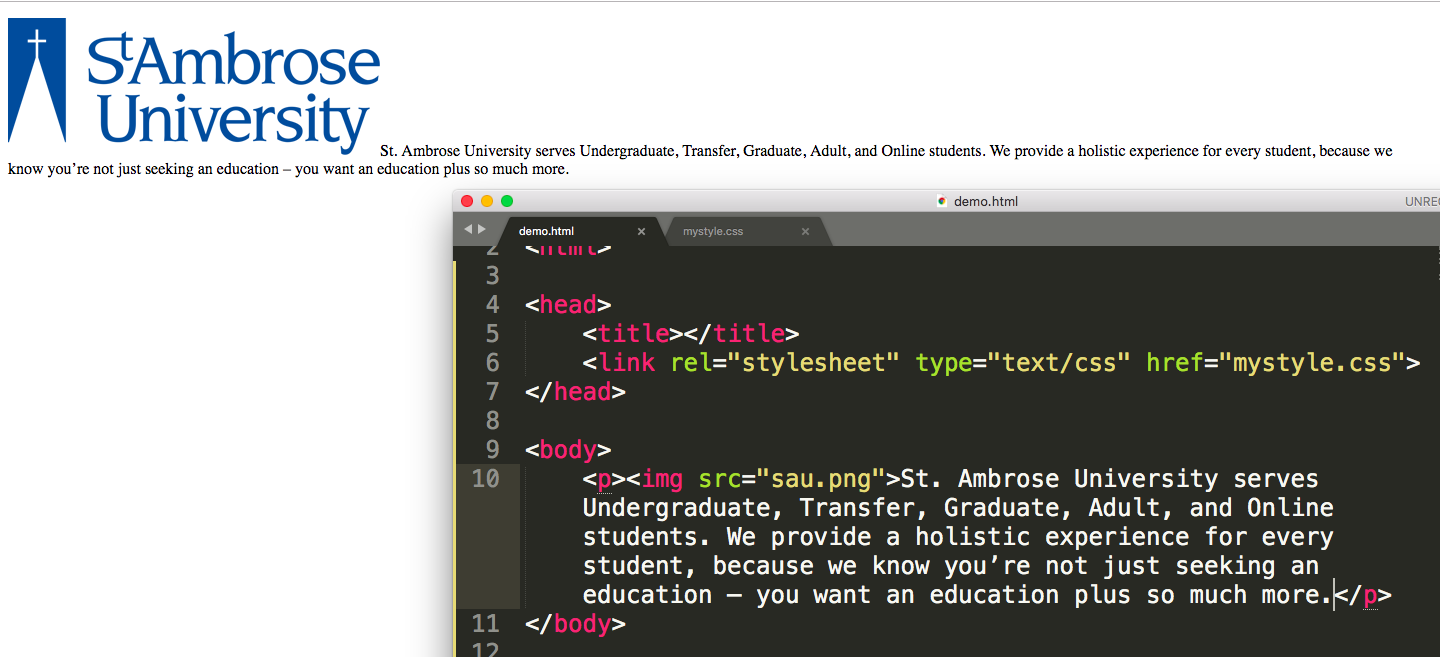 St Ambrose
University
St. Ambrose University serves Undergraduate, Transfer, Graduate, Adult, and Online students. We provide a holistic experience for every student, because we
know you’re not just seeking an education – you want an education plus so much more.
demo.html
demo.html × mystyle.css ×
2 <html>
3
4 <head>
5 <title></title>
6 <link rel="stylesheet" type="text/css" href="mystyle.css">
7 </head>
8
9 <body>
10 <p><img src="sau.png">St. Ambrose University serves
Undergraduate, Transfer, Graduate, Adult, and Online
students. We provide a holistic experience for every
student, because we know you’re not just seeking an
education – you want an education plus so much more.</p>
11 </body>
12